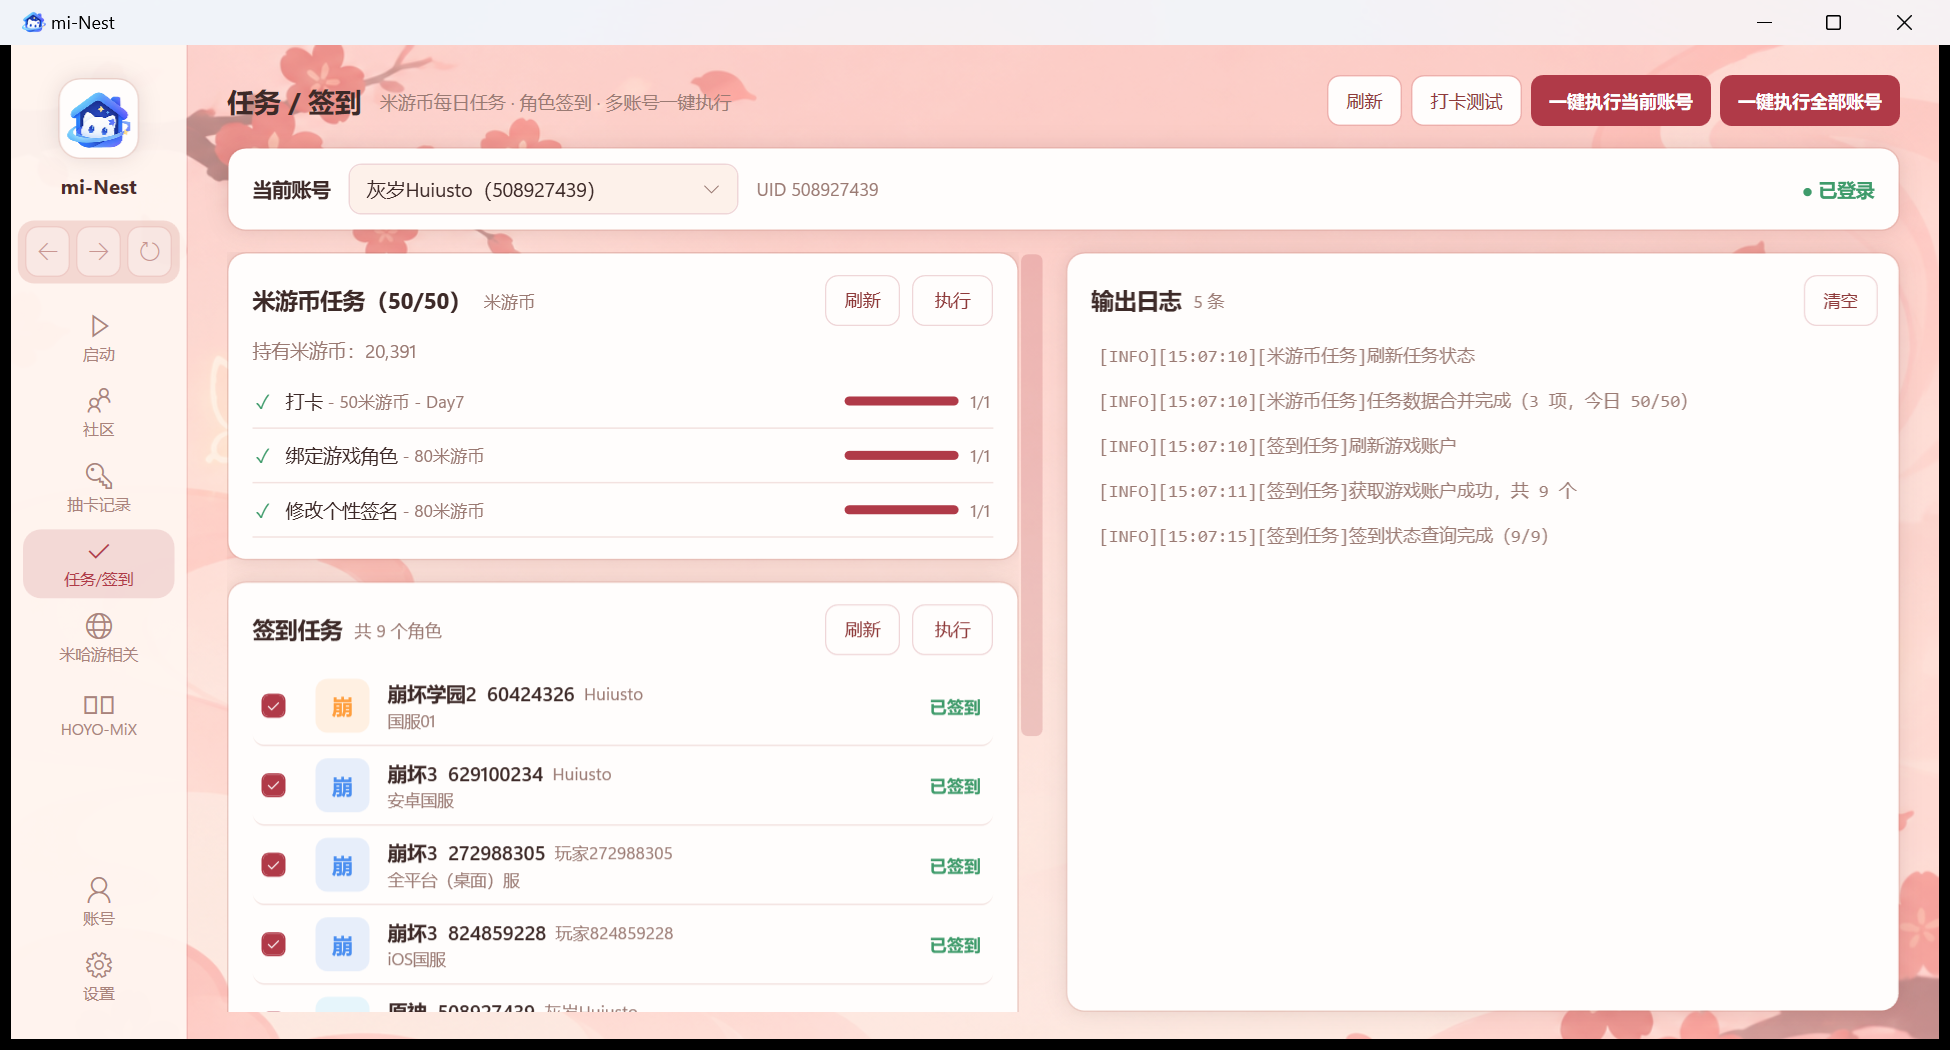 mi-Nest
mi-Nest
启动
社区
抽卡记录
任务/签到
米哈游相关
HOYO-MiX
账号
设置
任务 / 签到 米游币每日任务 · 角色签到 · 多账号一键执行
刷新 打卡测试 一键执行当前账号 一键执行全部账号
当前账号 灰岁Huiusto（508927439） UID 508927439 已登录
米游币任务（50/50） 米游币 刷新 执行
持有米游币：20,391
打卡 - 50米游币 - Day7 1/1
绑定游戏角色 - 80米游币 1/1
修改个性签名 - 80米游币 1/1
签到任务 共 9 个角色 刷新 执行
崩 崩坏学园2 60424326 Huiusto 已签到
国服01
崩 崩坏3 629100234 Huiusto 已签到
安卓国服
崩 崩坏3 272988305 玩家272988305 已签到
全平台（桌面）服
崩 崩坏3 824859228 玩家824859228 已签到
iOS国服
原神 508927439 灰岁Huiusto
输出日志 5 条 清空
[INFO][15:07:10][米游币任务]刷新任务状态
[INFO][15:07:10][米游币任务]任务数据合并完成（3 项，今日 50/50）
[INFO][15:07:10][签到任务]刷新游戏账户
[INFO][15:07:11][签到任务]获取游戏账户成功，共 9 个
[INFO][15:07:15][签到任务]签到状态查询完成（9/9）